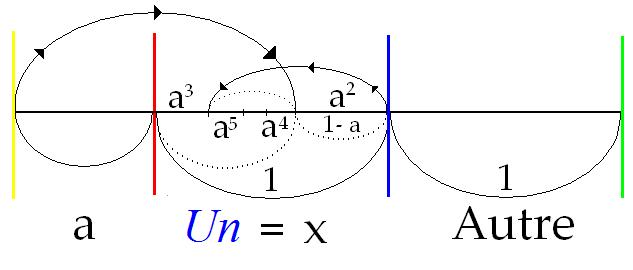 a³ a²
a⁵ a⁴ 1- a
1 1
a Un = x Autre